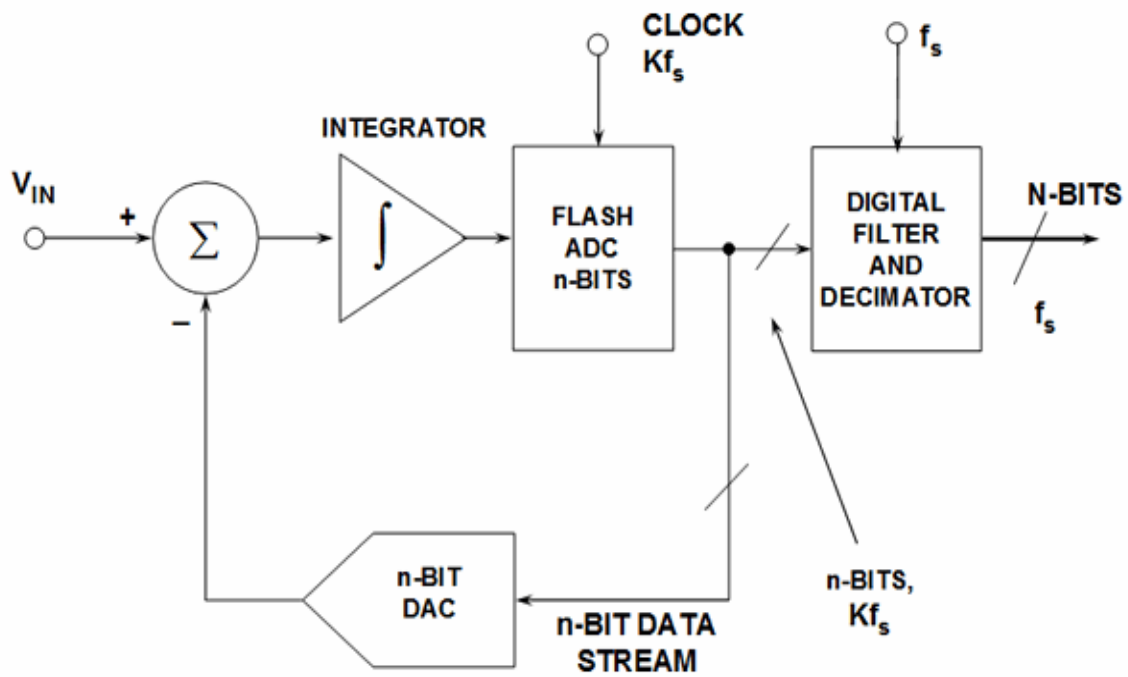 CLOCK
Kfs
fs
INTEGRATOR
VIN
+
Σ
–
∫
FLASH
ADC
n-BITS
DIGITAL
FILTER
AND
DECIMATOR
N-BITS
fs
n-BIT
DAC
n-BIT DATA
STREAM
n-BITS,
Kfs